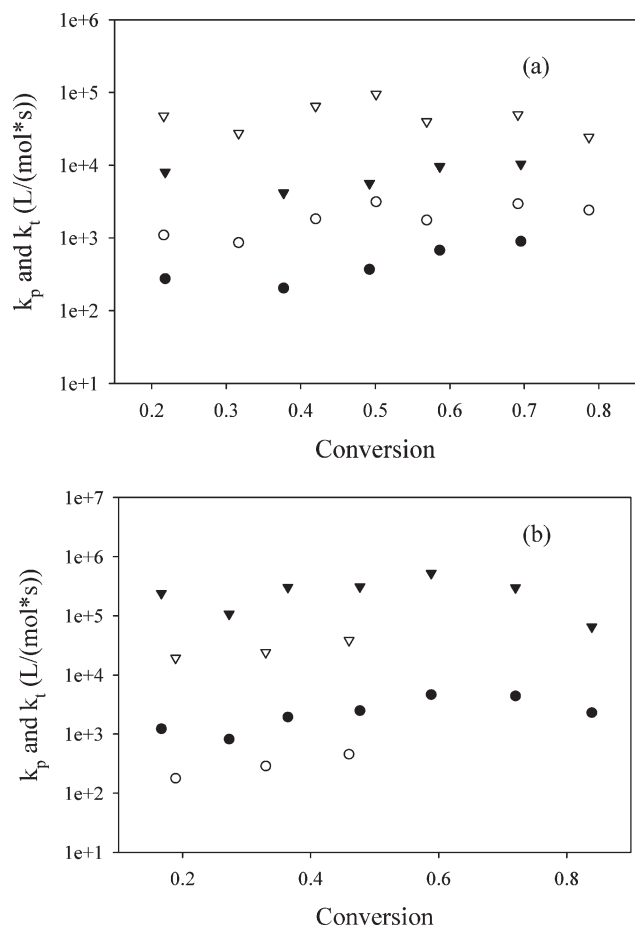 1e+6
(a)
1e+5
1e+4
1e+3
1e+2
1e+1
k_p and k_t (L/(mol*s))
0.2 0.3 0.4 0.5 0.6 0.7 0.8
Conversion
1e+7
(b)
1e+6
1e+5
1e+4
1e+3
1e+2
1e+1
k_p and k_t (L/(mol*s))
0.2 0.4 0.6 0.8
Conversion